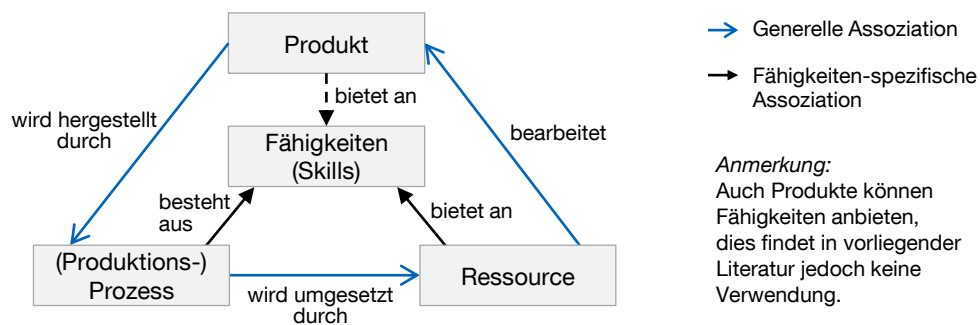 Produkt
bietet an
wird hergestellt
durch
bearbeitet
Fähigkeiten
(Skills)
besteht
aus
bietet an
(Produktions-)
Prozess
wird umgesetzt
durch
Ressource
Generelle Assoziation
Fähigkeiten-spezifische
Assoziation
Anmerkung:
Auch Produkte können
Fähigkeiten anbieten,
dies findet in vorliegender
Literatur jedoch keine
Verwendung.